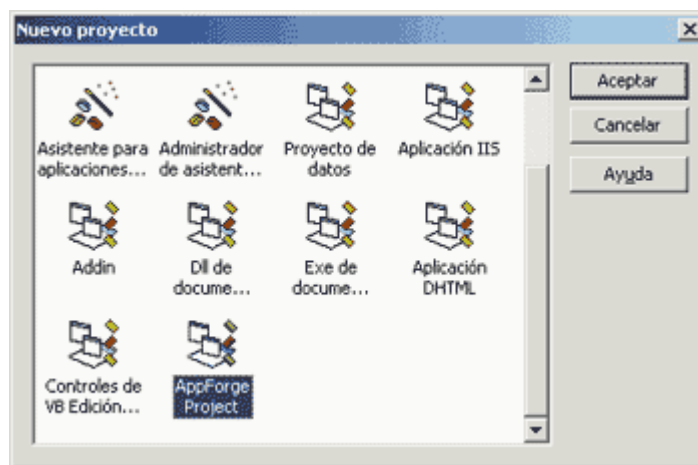 Nuevo proyecto
Aceptar
Cancelar
Ayuda
Asistente para
aplicaciones...
Administrador
de asistent...
Proyecto de
datos
Aplicación IIS
Addin
Dll de
docume...
Exe de
docume...
Aplicación
DHTML
Controles de
VB Edición...
AppForge
Project